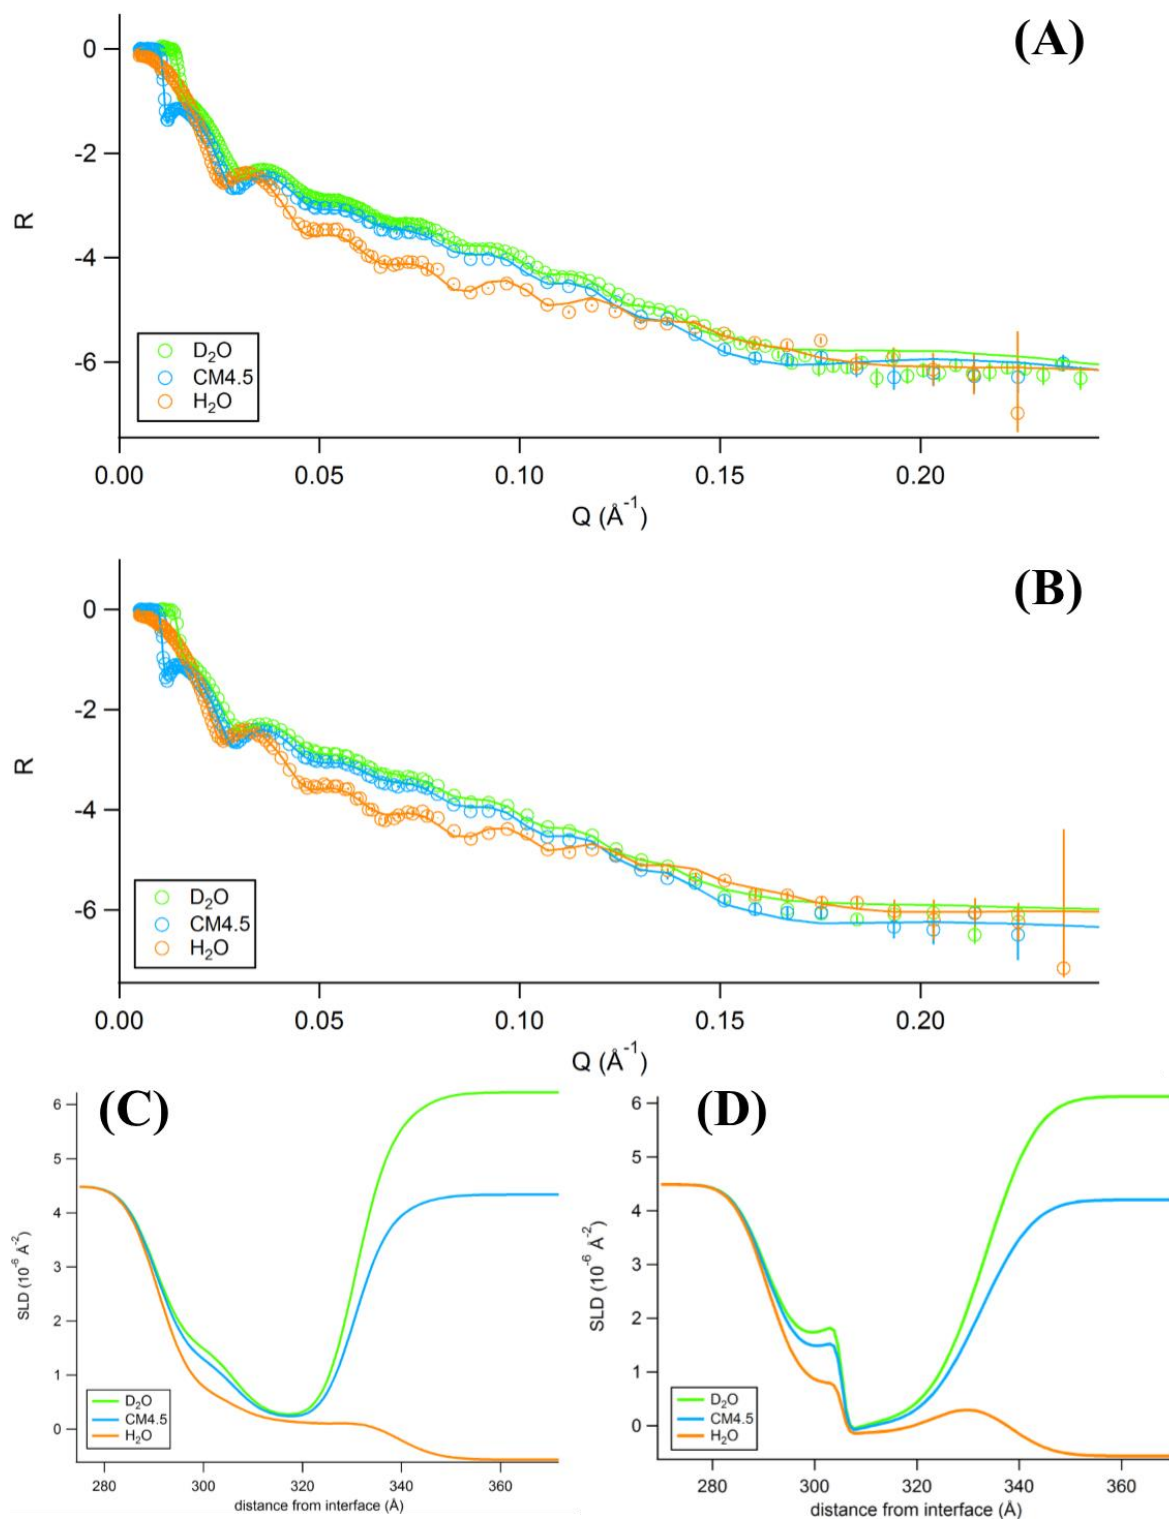 (A)
0
-2
-4
-6
R
D₂O
CM4.5
H₂O
0.00 0.05 0.10 0.15 0.20
Q (Å⁻¹)
(B)
0
-2
-4
-6
R
D₂O
CM4.5
H₂O
0.00 0.05 0.10 0.15 0.20
Q (Å⁻¹)
(C)
6
5
4
3
2
1
0
SLD (10⁻⁶ Å⁻²)
D₂O
CM4.5
H₂O
280 300 320 340 360
distance from interface (Å)
(D)
6
5
4
3
2
1
0
SLD (10⁻⁶ Å⁻²)
D₂O
CM4.5
H₂O
280 300 320 340 360
distance from interface (Å)